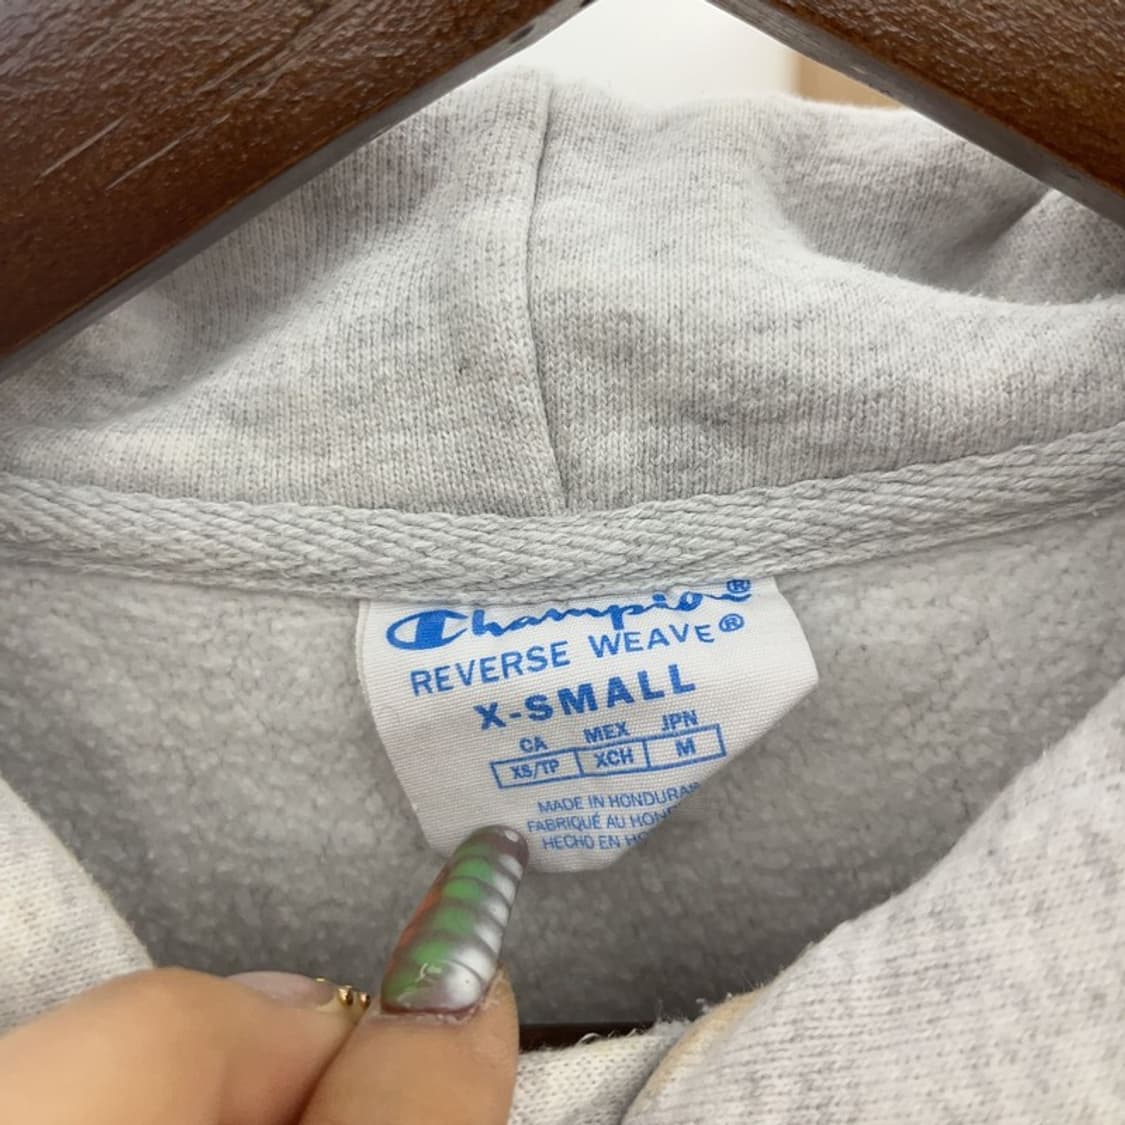 Champion®
REVERSE WEAVE®
X-SMALL
CA MEX JPN
XS/TP XCH M
MADE IN HONDURAS
FABRIQUÉ AU
HECHO EN